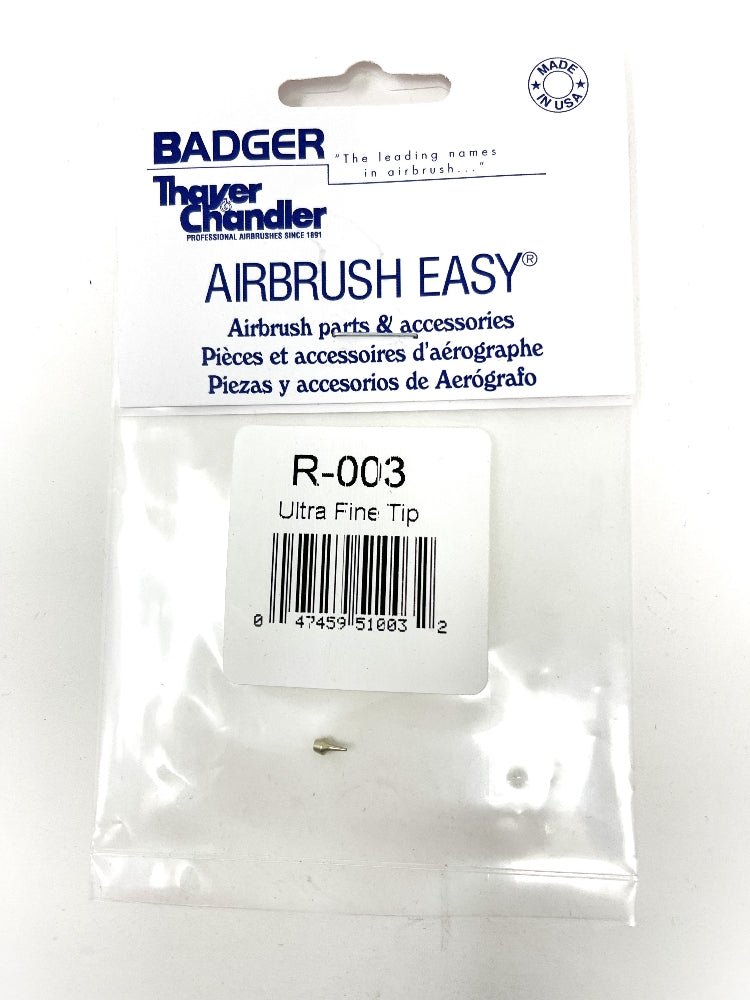 MADE
IN USA
BADGER
"The leading names
in airbrush..."
Thayer
&
Chandler
PROFESSIONAL AIRBRUSHES SINCE 1891
AIRBRUSH EASY®
Airbrush parts & accessories
Pièces et accessoires d'aérographe
Piezas y accesorios de Aerógrafo
R-003
Ultra Fine Tip
0 47459 51003 2